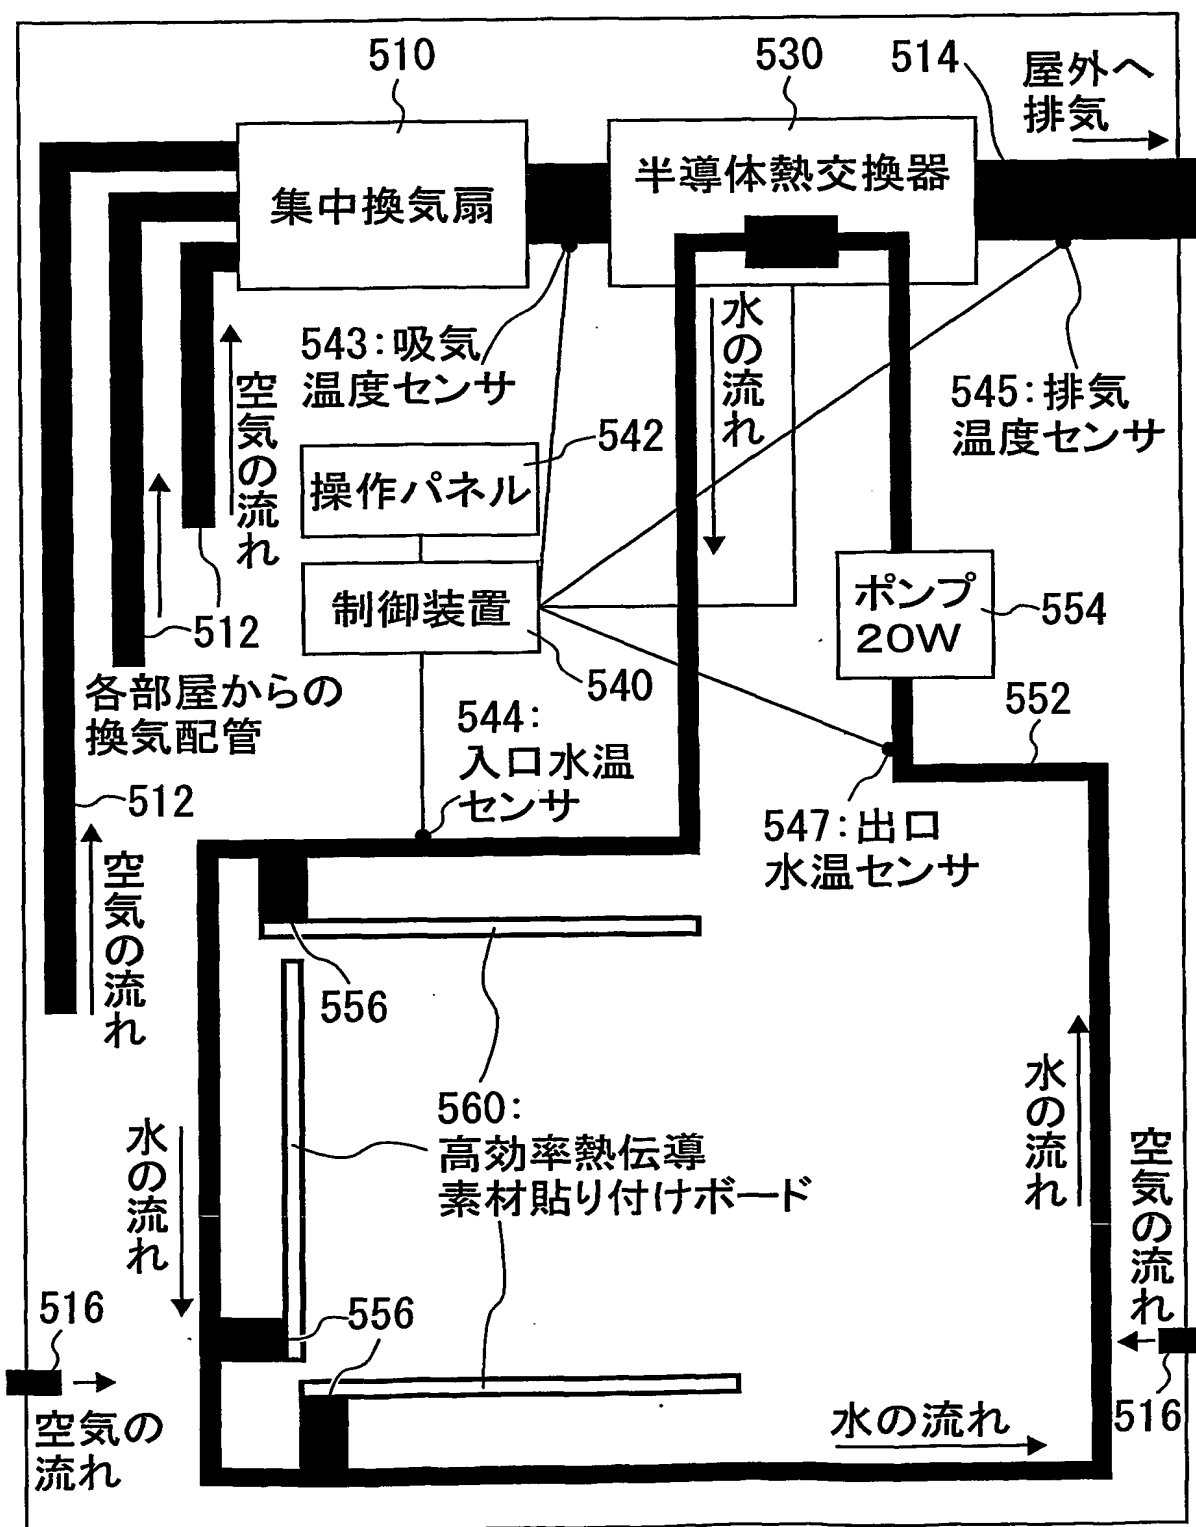 510
530
514
屋外へ
排気
集中換気扇
半導体熱交換器
543:吸気
温度センサ
水の流れ
545:排気
温度センサ
空気の流れ
542
操作パネル
制御装置
540
ポンプ
20W
554
512
512
各部屋からの
換気配管
512
544:
入口水温
センサ
552
547:出口
水温センサ
空気の流れ
556
560:
高効率熱伝導
素材貼り付けボード
水の流れ
水の流れ
空気の流れ
516
556
516
空気の
流れ
水の流れ